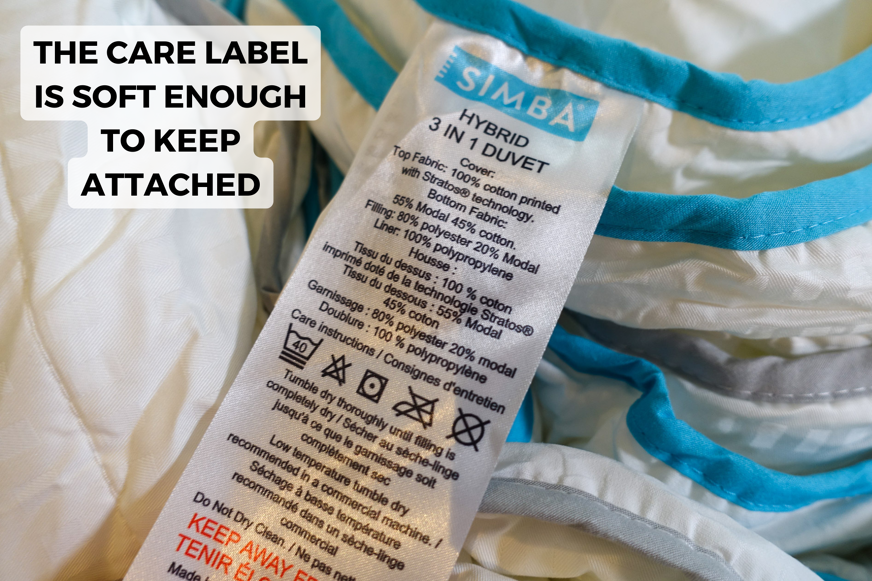 THE CARE LABEL
IS SOFT ENOUGH
TO KEEP
ATTACHED
SIMBA®
HYBRID
3 IN 1 DUVET
Cover:
Top Fabric: 100% cotton printed
with Stratos® technology.
Bottom Fabric:
55% Modal 45% cotton.
Filling: 80% polyester 20% Modal
Liner: 100% polypropylene
Housse :
Tissu du dessus : 100 % coton
imprimé doté de la technologie Stratos®
Tissu du dessous : 55% Modal
45% coton
Garnissage : 80% polyester 20% modal
Doublure : 100 % polypropylène
Care instructions / Consignes d'entretien
40
Tumble dry thoroughly until filling is
completely dry / Sécher au sèche-linge
jusqu'à ce que le garnissage soit
complètement sec
Low temperature tumble dry
recommended in a commercial machine. /
Séchage à basse température
recommandé dans un sèche-linge
commercial
Do Not Dry Clean. / Ne pas
KEEP AWAY
TENIR
Made